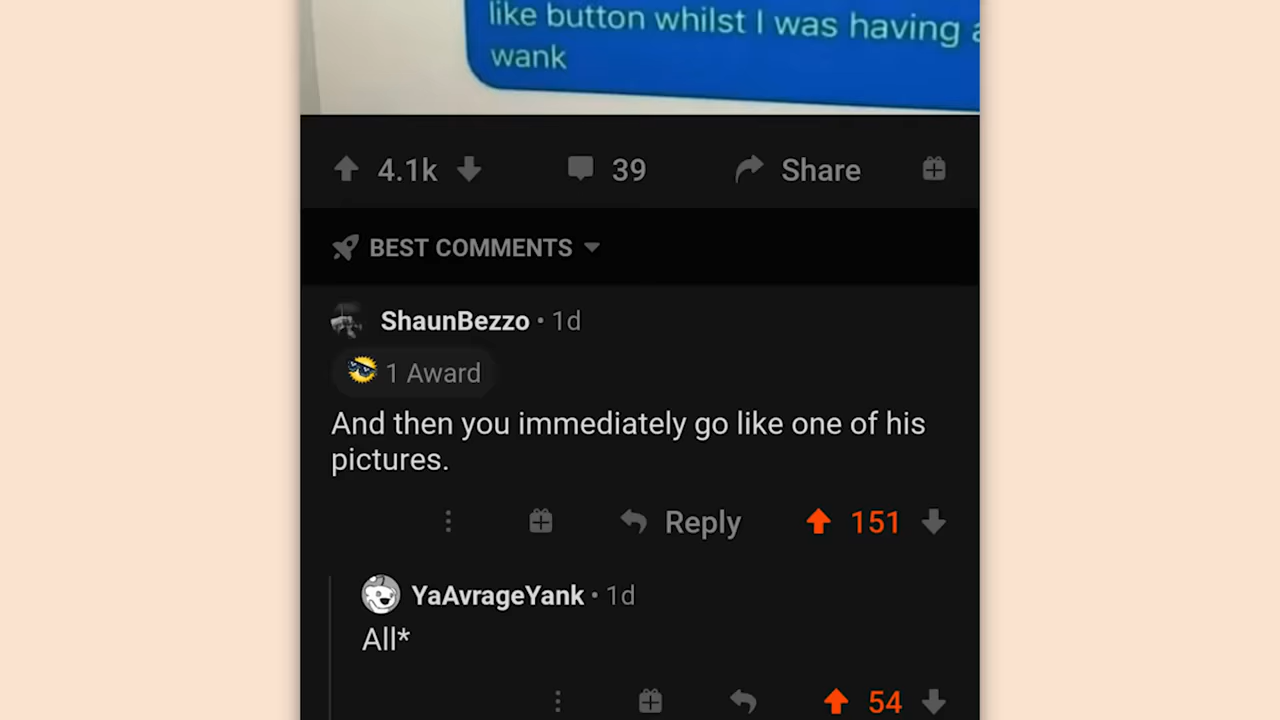 like button whilst I was having
wank
4.1k
39
Share
BEST COMMENTS
ShaunBezzo • 1d
1 Award
And then you immediately go like one of his
pictures.
Reply
151
YaAvrageYank • 1d
All*
54